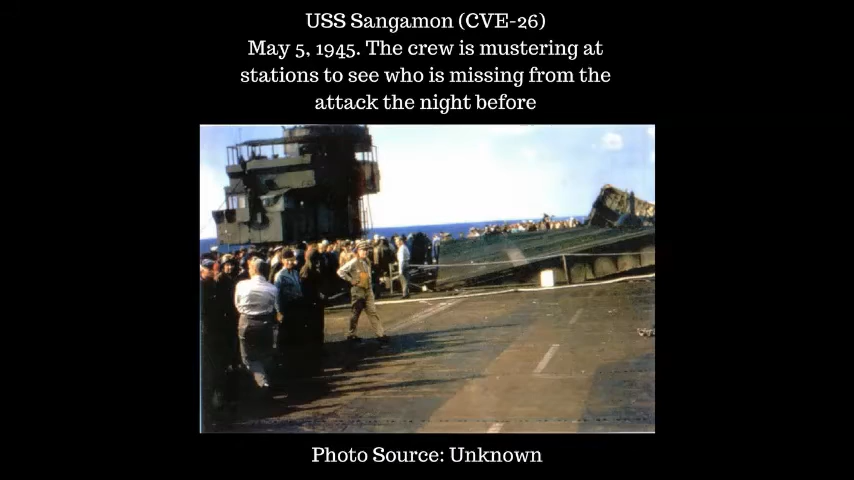 USS Sangamon (CVE-26)
May 5, 1945. The crew is mustering at
stations to see who is missing from the
attack the night before
Photo Source: Unknown